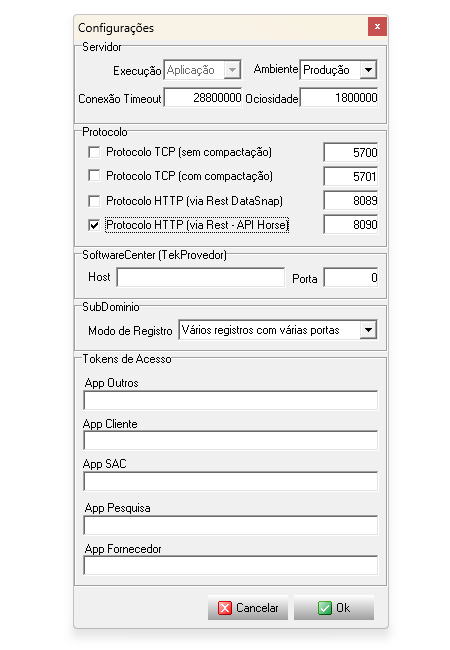 Configurações
Servidor
Execução Aplicação Ambiente Produção
Conexão Timeout 28800000 Ociosidade 1800000
Protocolo
Protocolo TCP (sem compactação) 5700
Protocolo TCP (com compactação) 5701
Protocolo HTTP (via Rest DataSnap) 8089
Protocolo HTTP (via Rest - API Horse) 8090
SoftwareCenter (TekProvedor)
Host Porta 0
SubDominio
Modo de Registro Vários registros com várias portas
Tokens de Acesso
App Outros
App Cliente
App SAC
App Pesquisa
App Fornecedor
Cancelar Ok